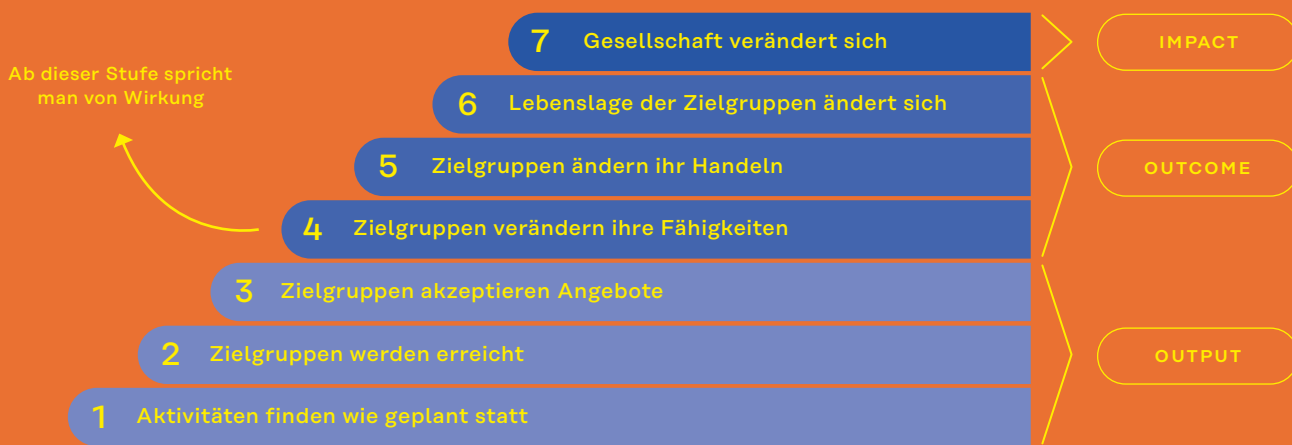 7 Gesellschaft verändert sich
IMPACT
Ab dieser Stufe spricht
man von Wirkung
6 Lebenslage der Zielgruppen ändert sich
5 Zielgruppen ändern ihr Handeln
OUTCOME
4 Zielgruppen verändern ihre Fähigkeiten
3 Zielgruppen akzeptieren Angebote
2 Zielgruppen werden erreicht
OUTPUT
1 Aktivitäten finden wie geplant statt